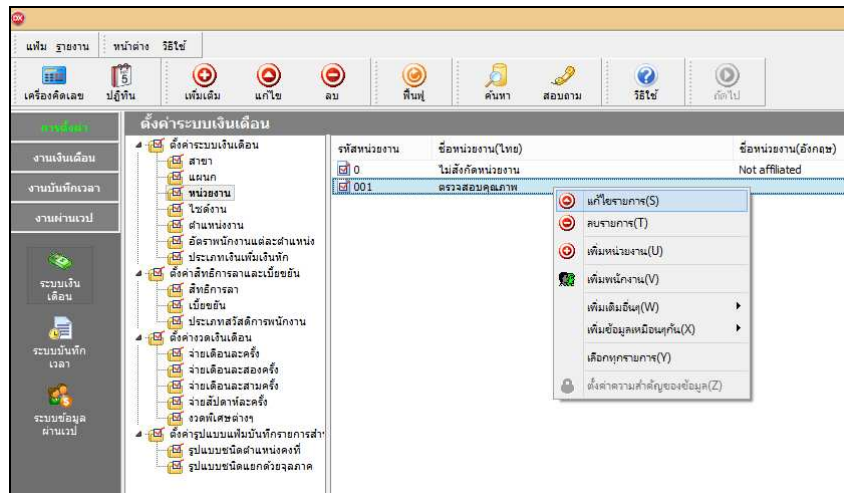 แฟ้ม รายงาน หน้าต่าง วิธีใช้
เครื่องคิดเลข ปฏิทิน เพิ่มเติม แก้ไข ลบ ฟื้นฟู ค้นหา สอบถาม วิธีใช้ ถัดไป
การตั้งค่า
งานเงินเดือน
งานบันทึกเวลา
งานผ่านเวป
ระบบเงิน
เดือน
ระบบบันทึก
เวลา
ระบบข้อมูล
ผ่านเวป
ตั้งค่าระบบเงินเดือน
ตั้งค่าระบบเงินเดือน
สาขา
แผนก
หน่วยงาน
ไซด์งาน
ตำแหน่งงาน
อัตราพนักงานแต่ละตำแหน่ง
ประเภทเงินเพิ่มเงินหัก
ตั้งค่าสิทธิการลาและเบี้ยขยัน
สิทธิการลา
เบี้ยขยัน
ประเภทสวัสดิการพนักงาน
ตั้งค่างวดเงินเดือน
จ่ายเดือนละครั้ง
จ่ายเดือนละสองครั้ง
จ่ายเดือนละสามครั้ง
จ่ายสัปดาห์ละครั้ง
งวดพิเศษต่างๆ
ตั้งค่ารูปแบบแฟ้มบันทึกรายการสำ
รูปแบบชนิดตำแหน่งคงที่
รูปแบบชนิดแยกด้วยจุลภาค
รหัสหน่วยงาน ชื่อหน่วยงาน(ไทย) ชื่อหน่วยงาน(อังกฤษ)
0 ไม่สังกัดหน่วยงาน Not affiliated
001 ตรวจสอบคุณภาพ
แก้ไขรายการ(S)
ลบรายการ(T)
เพิ่มหน่วยงาน(U)
เพิ่มพนักงาน(V)
เพิ่มเติมอื่นๆ(W)
เพิ่มข้อมูลเหมือนๆกัน(X)
เลือกทุกรายการ(Y)
ตั้งค่าความสำคัญของข้อมูล(Z)